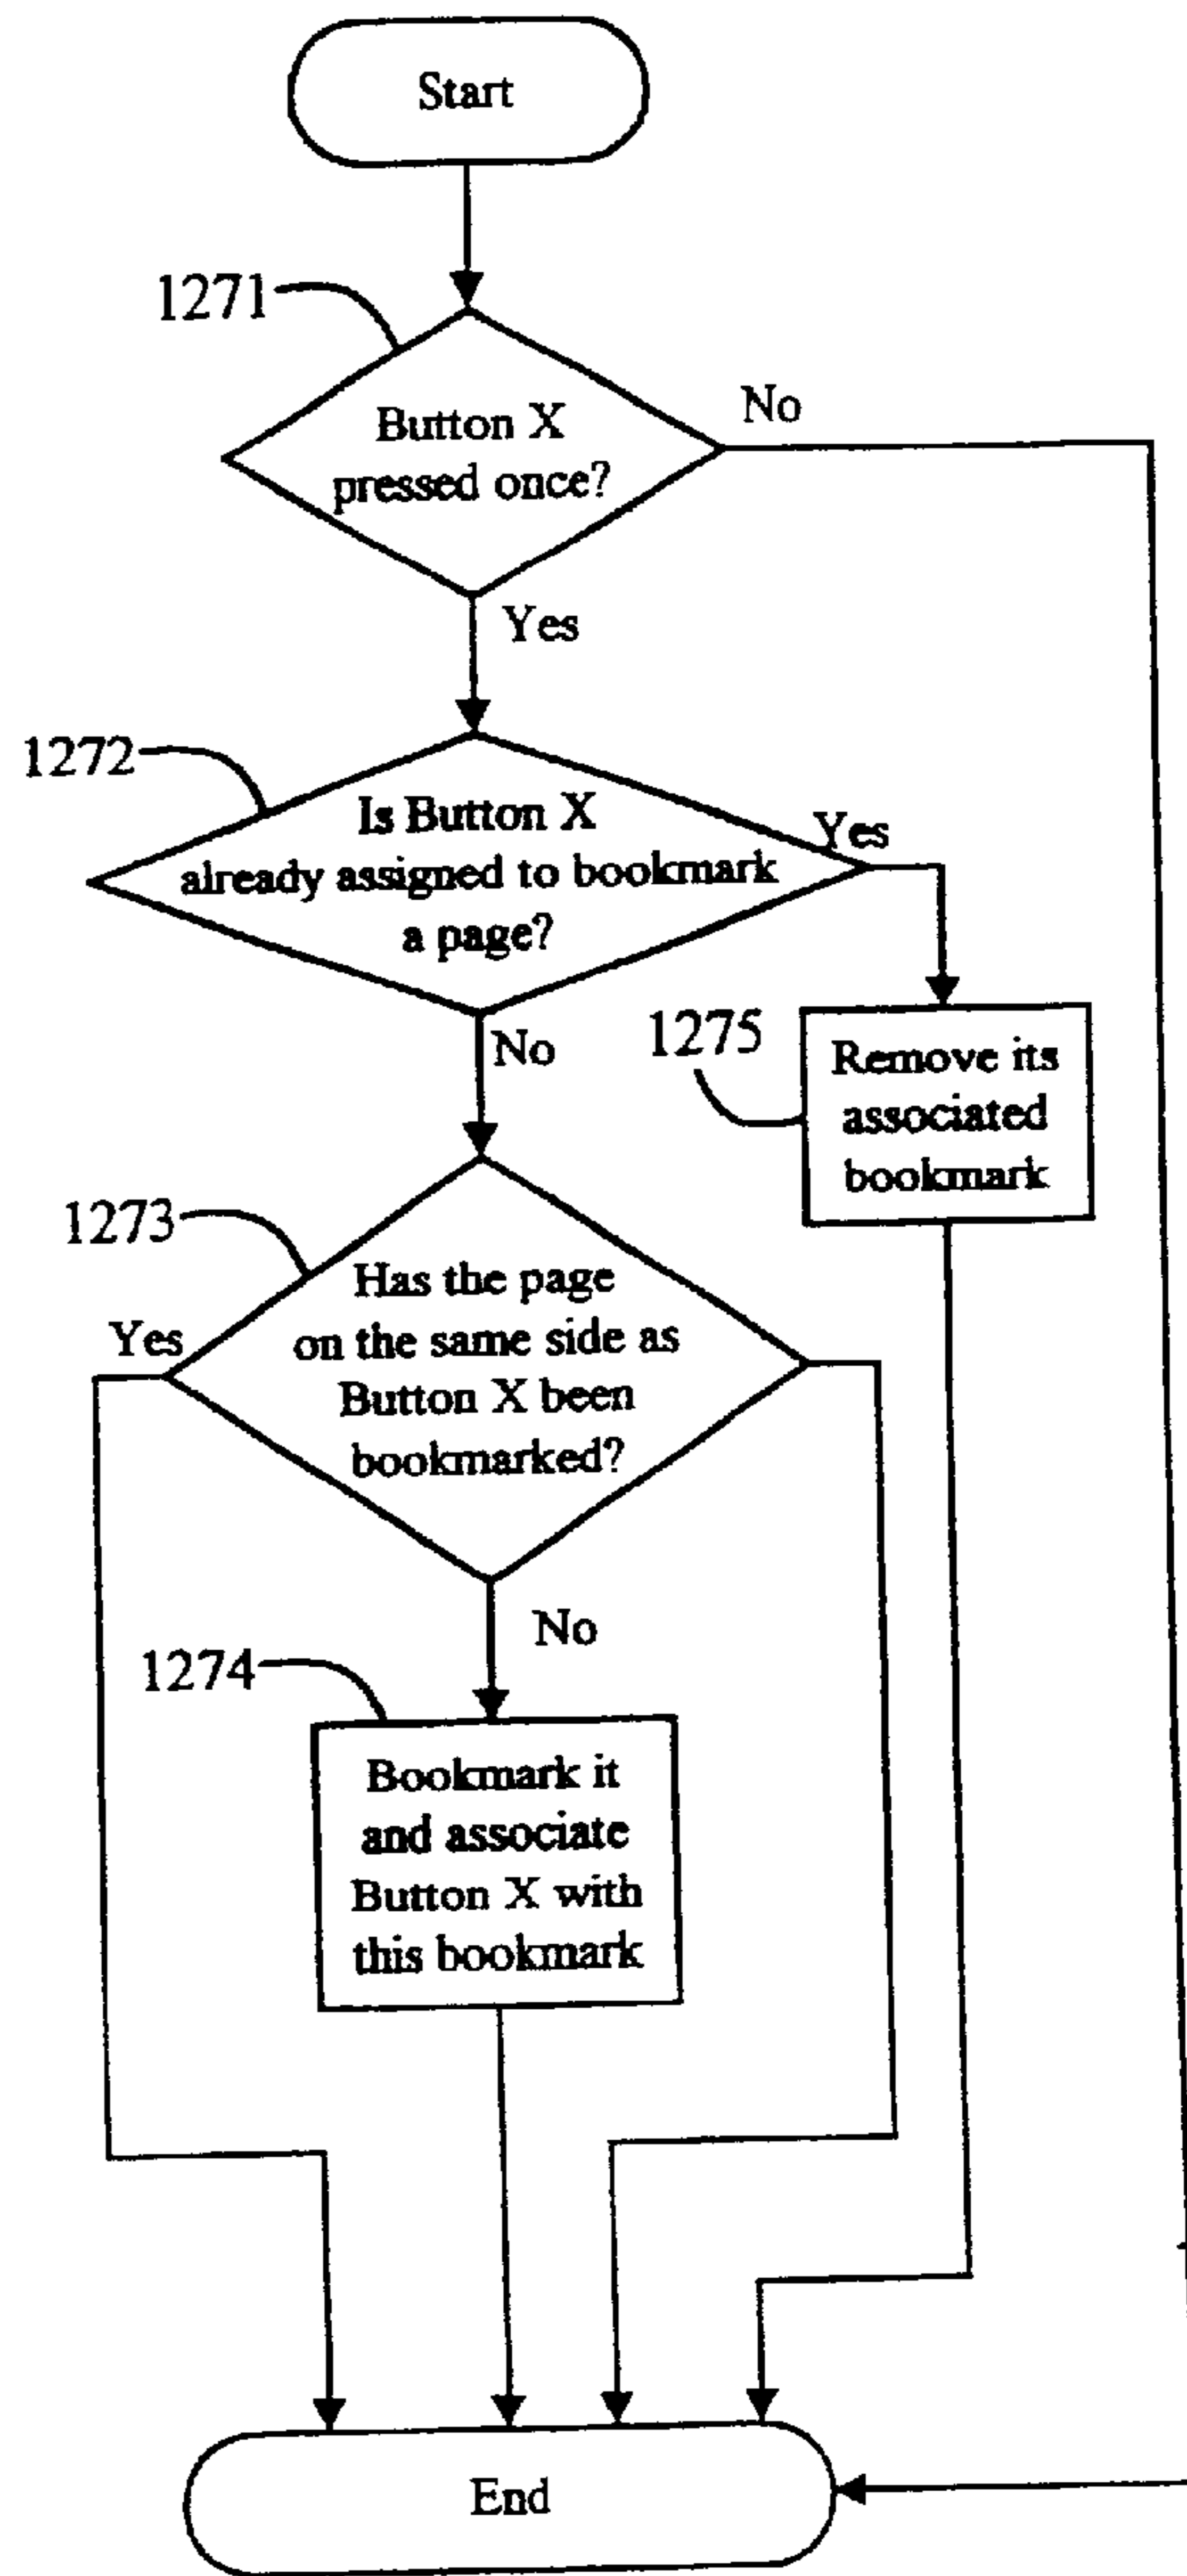 Start
1271
Button X
pressed once?
No
Yes
1272
Is Button X
already assigned to bookmark
a page?
Yes
No
1275
Remove its
associated
bookmark
1273
Has the page
on the same side as
Button X been
bookmarked?
Yes
No
1274
Bookmark it
and associate
Button X with
this bookmark
End